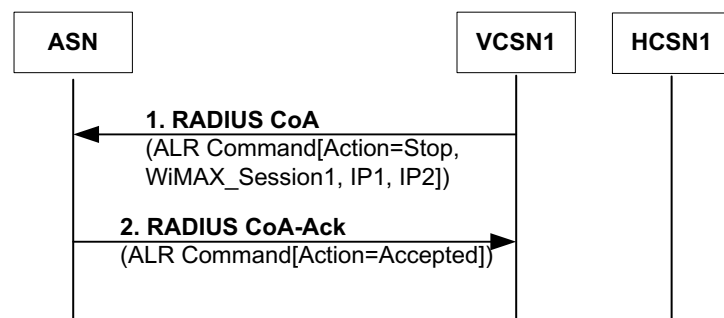 ASN
VCSN1
HCSN1
1. RADIUS CoA
(ALR Command[Action=Stop,
WiMAX_Session1, IP1, IP2])
2. RADIUS CoA-Ack
(ALR Command[Action=Accepted])